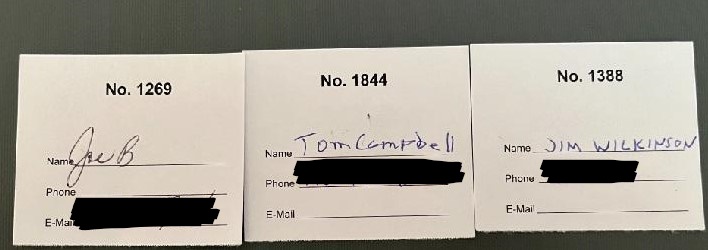 No. 1269
Name Joe B
Phone
E-Mail
No. 1844
Name Tom Campbell
Phone
E-Mail
No. 1388
Name JIM WILKINSON
Phone
E-Mail